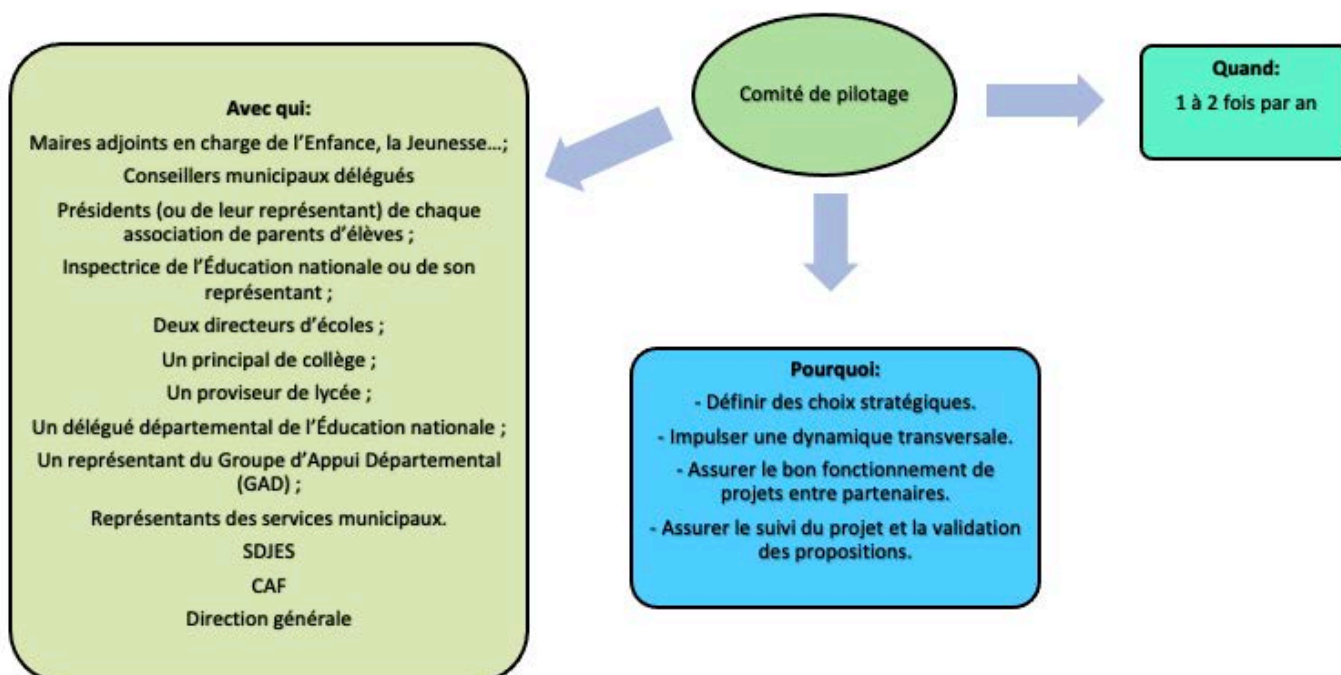 Comité de pilotage
Quand:
1 à 2 fois par an
Avec qui:
Maires adjoints en charge de l’Enfance, la Jeunesse…;
Conseillers municipaux délégués
Présidents (ou de leur représentant) de chaque
association de parents d’élèves ;
Inspectrice de l’Éducation nationale ou de son
représentant ;
Deux directeurs d’écoles ;
Un principal de collège ;
Un proviseur de lycée ;
Un délégué départemental de l’Éducation nationale ;
Un représentant du Groupe d’Appui Départemental
(GAD) ;
Représentants des services municipaux.
SDJES
CAF
Direction générale
Pourquoi:
- Définir des choix stratégiques.
- Impulser une dynamique transversale.
- Assurer le bon fonctionnement de
projets entre partenaires.
- Assurer le suivi du projet et la validation
des propositions.